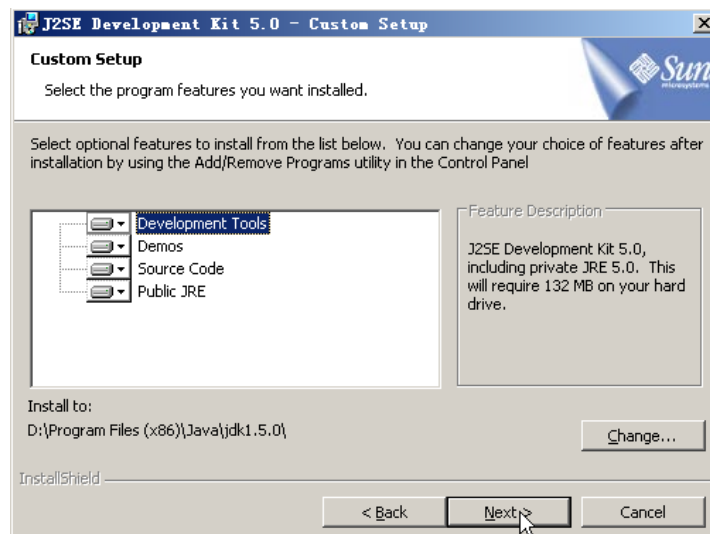 J2SE Development Kit 5.0 - Custom Setup
Custom Setup
Select the program features you want installed.
Sun
microsystems
Select optional features to install from the list below. You can change your choice of features after
installation by using the Add/Remove Programs utility in the Control Panel
Development Tools
Demos
Source Code
Public JRE
Feature Description
J2SE Development Kit 5.0,
including private JRE 5.0. This
will require 132 MB on your hard
drive.
Install to:
D:\Program Files (x86)\Java\jdk1.5.0\
Change...
InstallShield
< Back
Next >
Cancel